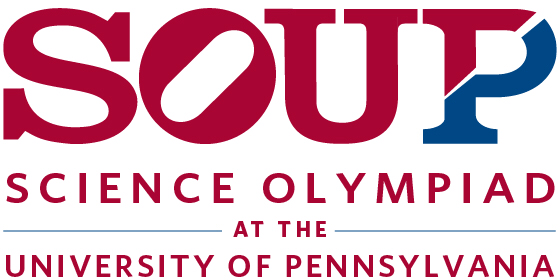 SOUP
SCIENCE OLYMPIAD
AT THE
UNIVERSITY OF PENNSYLVANIA